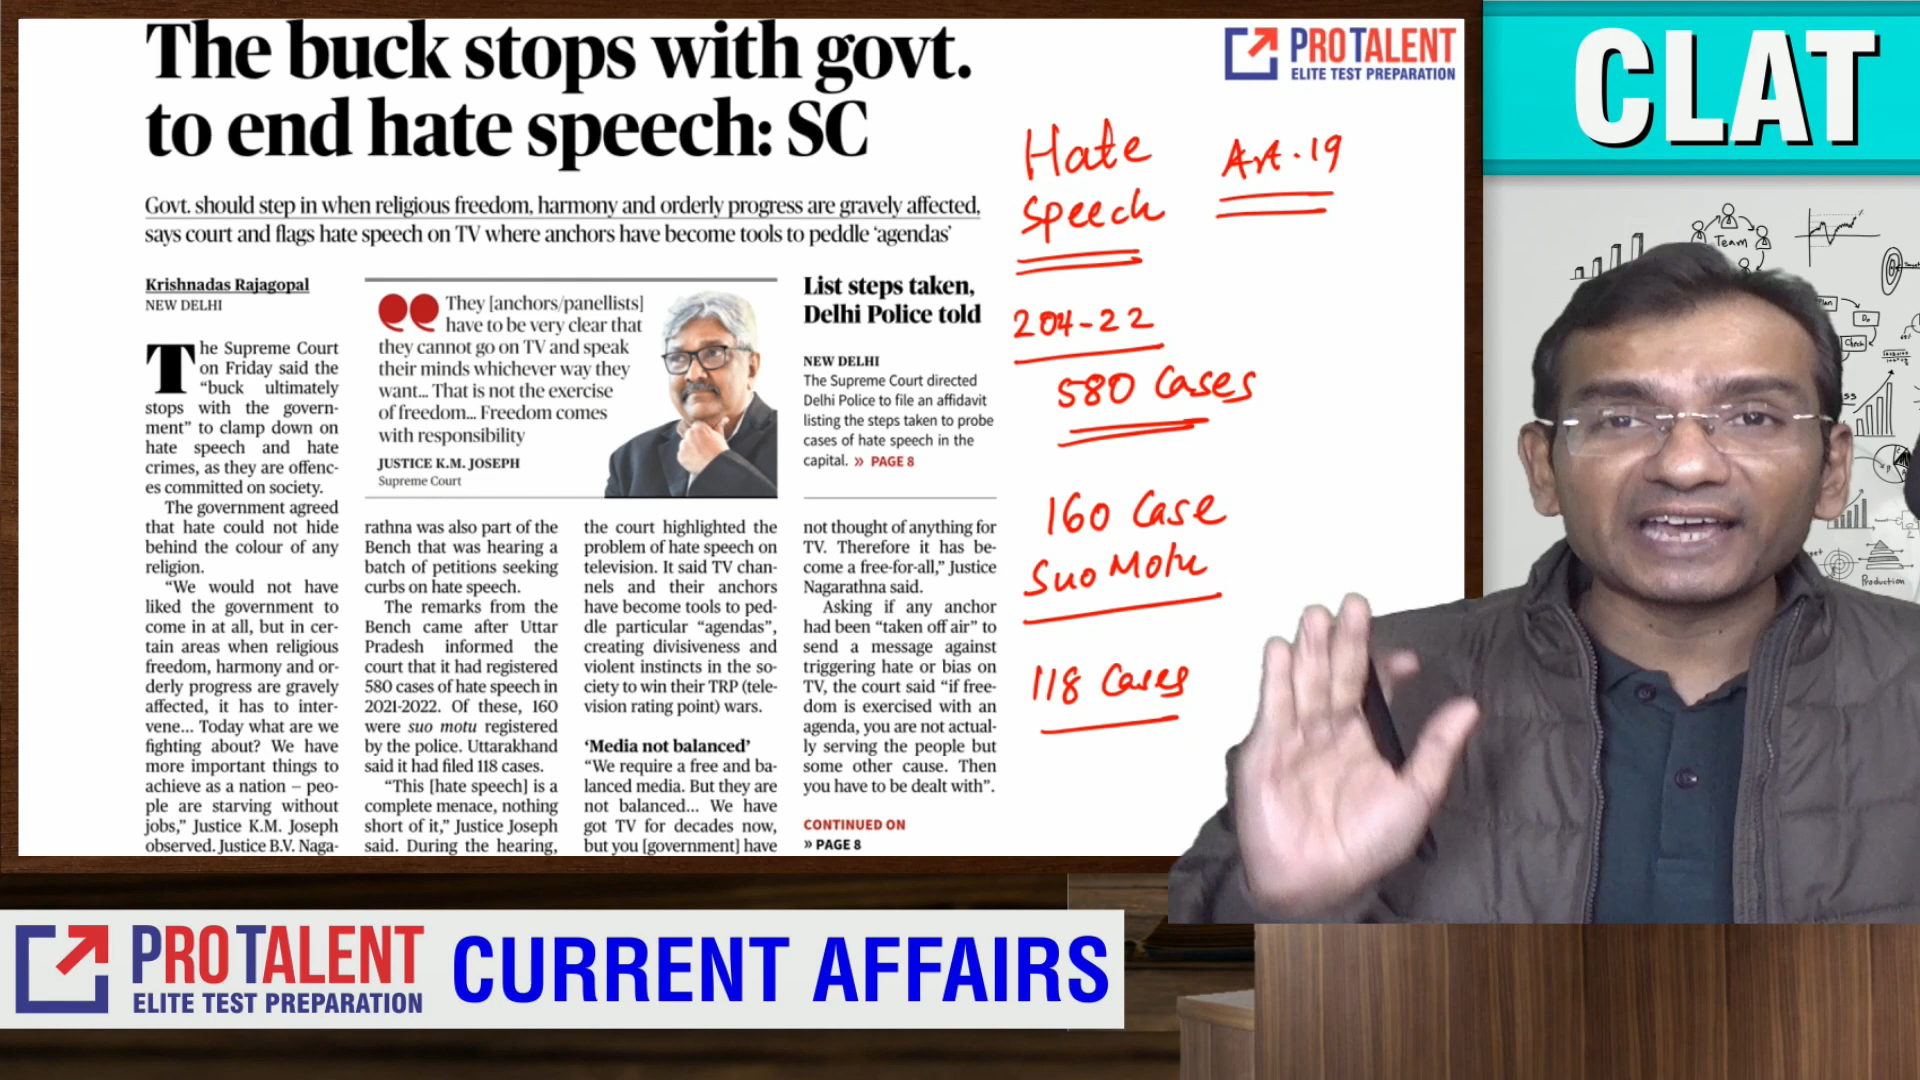 The buck stops with govt.
to end hate speech: SC
Govt. should step in when religious freedom, harmony and orderly progress are gravely affected,
says court and flags hate speech on TV where anchors have become tools to peddle ‘agendas’
Krishnadas Rajagopal
NEW DELHI
The Supreme Court
on Friday said the
“buck ultimately
stops with the govern-
ment” to clamp down on
hate speech and hate
crimes, as they are offenc-
es committed on society.
The government agreed
that hate could not hide
behind the colour of any
religion.
“We would not have
liked the government to
come in at all, but in cer-
tain areas when religious
freedom, harmony and or-
derly progress are gravely
affected, it has to inter-
vene... Today what are we
fighting about? We have
more important things to
achieve as a nation – peo-
ple are starving without
jobs,” Justice K.M. Joseph
observed. Justice B.V. Naga-
They [anchors/panellists]
have to be very clear that
they cannot go on TV and speak
their minds whichever way they
want... That is not the exercise
of freedom... Freedom comes
with responsibility
JUSTICE K.M. JOSEPH
Supreme Court
rathna was also part of the
Bench that was hearing a
batch of petitions seeking
curbs on hate speech.
The remarks from the
Bench came after Uttar
Pradesh informed the
court that it had registered
580 cases of hate speech in
2021-2022. Of these, 160
were suo motu registered
by the police. Uttarakhand
said it had filed 118 cases.
“This [hate speech] is a
complete menace, nothing
short of it,” Justice Joseph
said. During the hearing,
the court highlighted the
problem of hate speech on
television. It said TV chan-
nels and their anchors
have become tools to ped-
dle particular “agendas”,
creating divisiveness and
violent instincts in the so-
ciety to win their TRP (tele-
vision rating point) wars.
‘Media not balanced’
“We require a free and ba-
lanced media. But they are
not balanced... We have
got TV for decades now,
but you [government] have
List steps taken,
Delhi Police told
NEW DELHI
The Supreme Court directed
Delhi Police to file an affidavit
listing the steps taken to probe
cases of hate speech in the
capital. » PAGE 8
not thought of anything for
TV. Therefore it has be-
come a free-for-all,” Justice
Nagarathna said.
Asking if any anchor
had been “taken off air” to
send a message against
triggering hate or bias on
TV, the court said “if free-
dom is exercised with an
agenda, you are not actual-
ly serving the people but
some other cause. Then
you have to be dealt with”.
CONTINUED ON
» PAGE 8
PROTALENT
ELITE TEST PREPARATION
Hate
Speech
Art. 19
204-22
580 Cases
160 Case
Suo Motu
118 Cases
CLAT
Team
Plan
Do
Check
Production
PROTALENT
ELITE TEST PREPARATION
CURRENT AFFAIRS